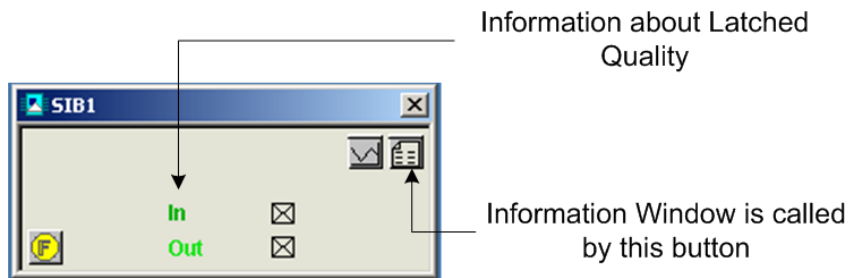 Information about Latched
Quality
SIB1
In
Out
F
Information Window is called
by this button